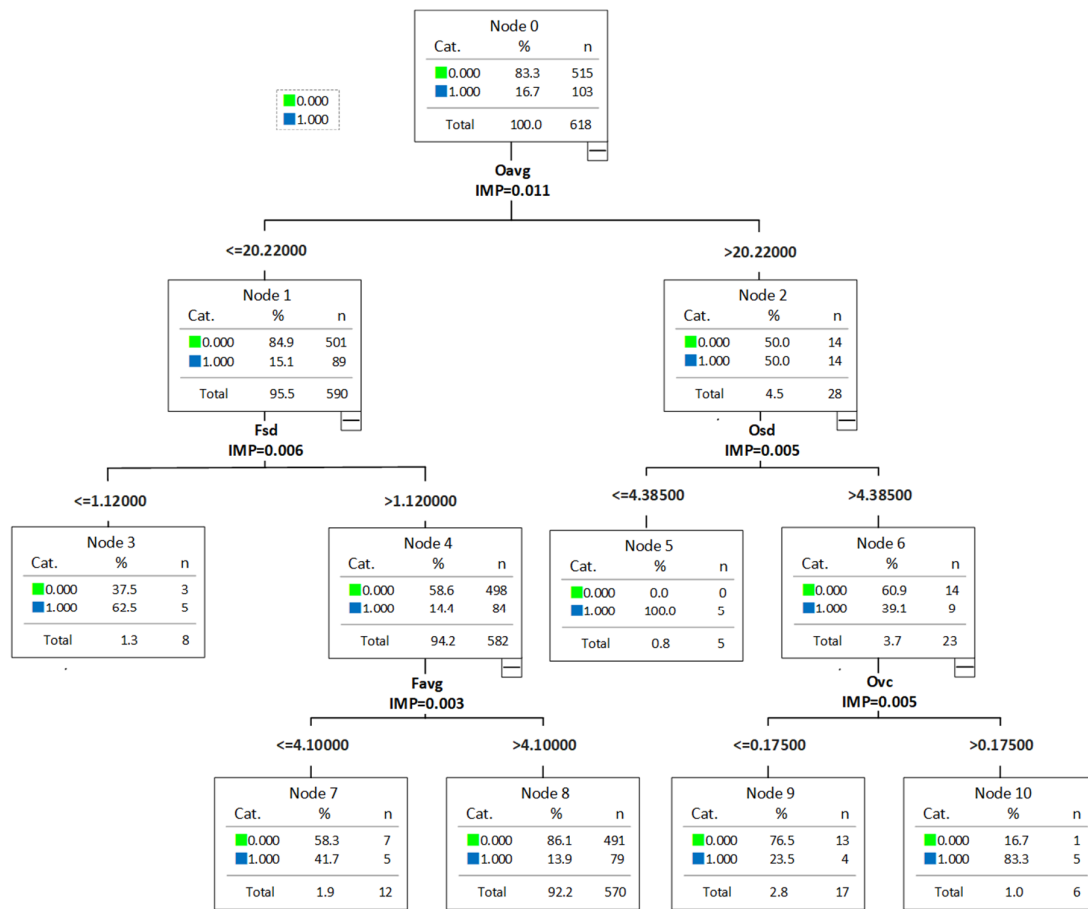 Node 0
Cat. % n
0.000 83.3 515
1.000 16.7 103
Total 100.0 618
0.000
1.000
Oavg
IMP=0.011
<=20.22000
>20.22000
Node 1
Cat. % n
0.000 84.9 501
1.000 15.1 89
Total 95.5 590
Node 2
Cat. % n
0.000 50.0 14
1.000 50.0 14
Total 4.5 28
Fsd
IMP=0.006
Osd
IMP=0.005
<=1.12000
>1.12000
<=4.38500
>4.38500
Node 3
Cat. % n
0.000 37.5 3
1.000 62.5 5
Total 1.3 8
Node 4
Cat. % n
0.000 58.6 498
1.000 14.4 84
Total 94.2 582
Node 5
Cat. % n
0.000 0.0 0
1.000 100.0 5
Total 0.8 5
Node 6
Cat. % n
0.000 60.9 14
1.000 39.1 9
Total 3.7 23
Favg
IMP=0.003
Ovc
IMP=0.005
<=4.10000
>4.10000
<=0.17500
>0.17500
Node 7
Cat. % n
0.000 58.3 7
1.000 41.7 5
Total 1.9 12
Node 8
Cat. % n
0.000 86.1 491
1.000 13.9 79
Total 92.2 570
Node 9
Cat. % n
0.000 76.5 13
1.000 23.5 4
Total 2.8 17
Node 10
Cat. % n
0.000 16.7 1
1.000 83.3 5
Total 1.0 6